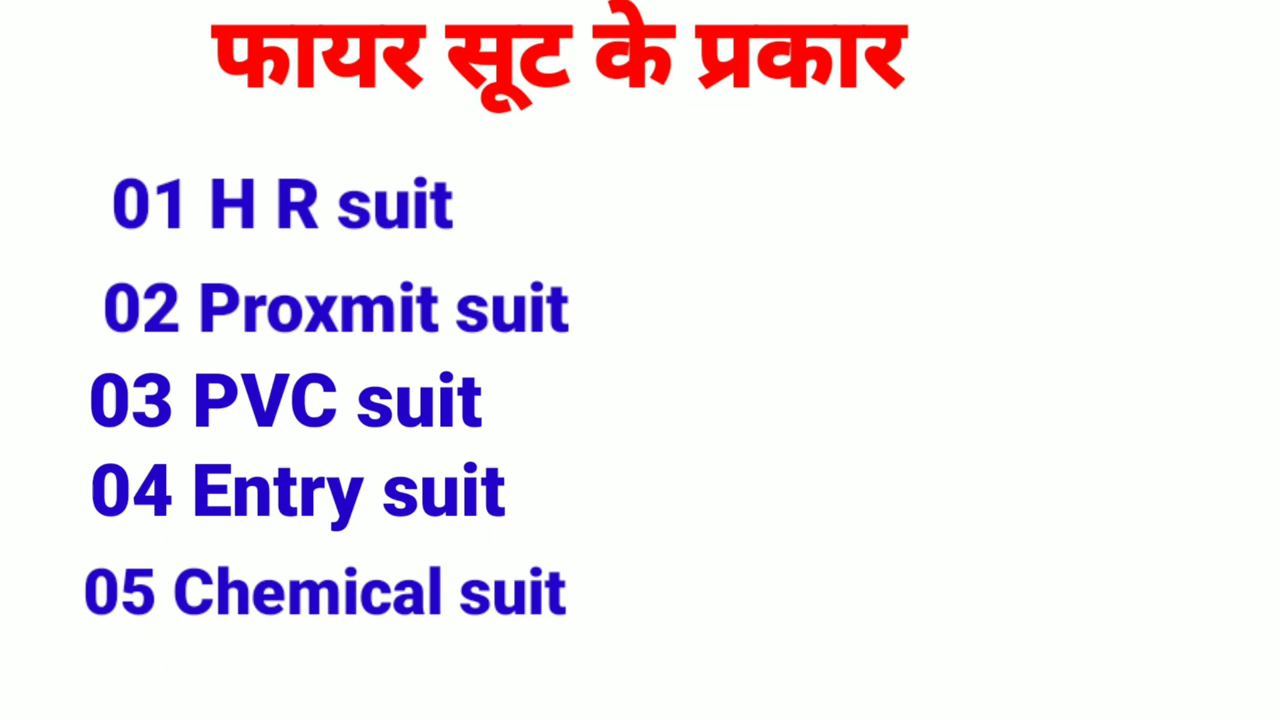 फायर सूट के प्रकार
01 H R suit
02 Proxmit suit
03 PVC suit
04 Entry suit
05 Chemical suit